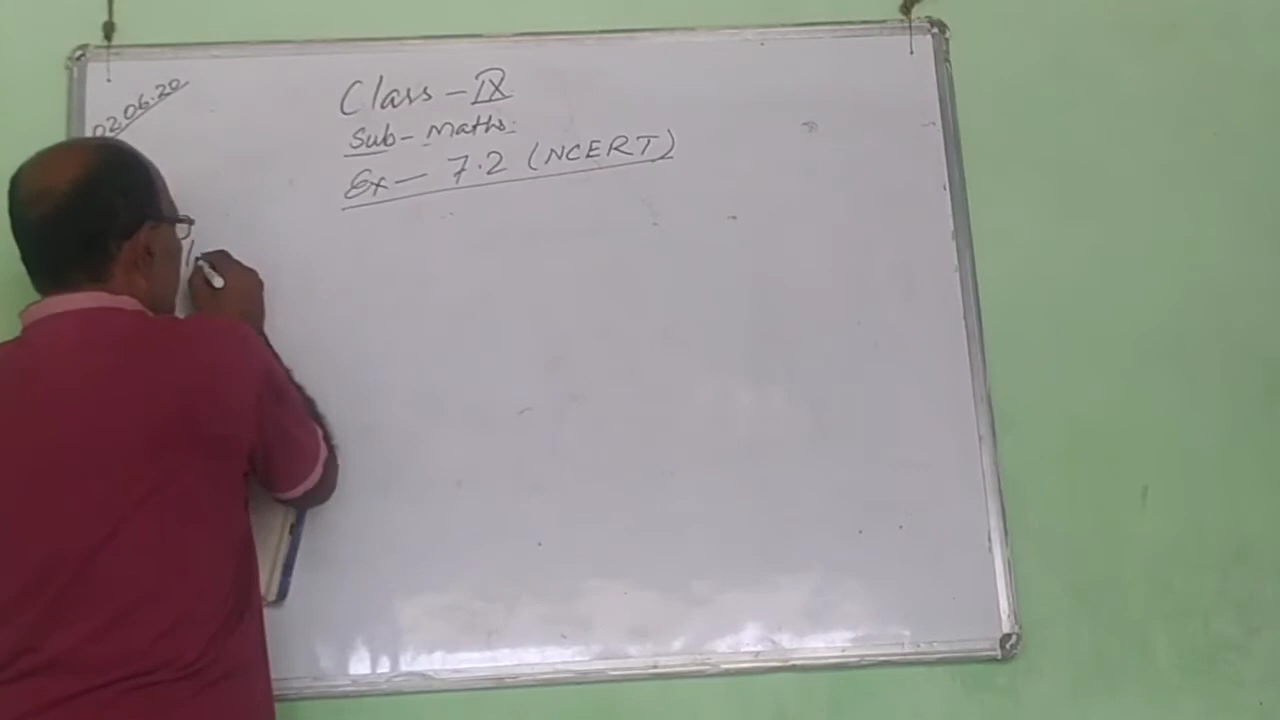 02.06.20
Class - IX
Sub - Maths:
Ex - 7.2 (NCERT)